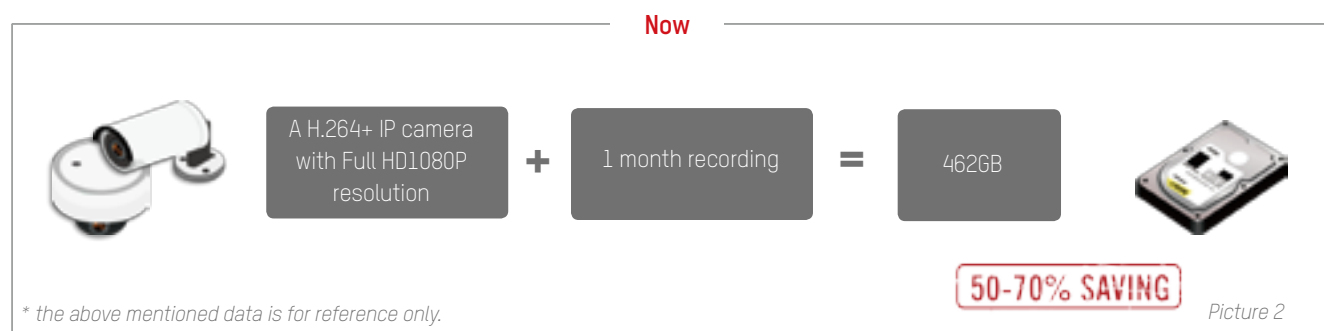 Now
A H.264+ IP camera
with Full HD1080P
resolution
+
1 month recording
=
462GB
50-70% SAVING
* the above mentioned data is for reference only.
Picture 2